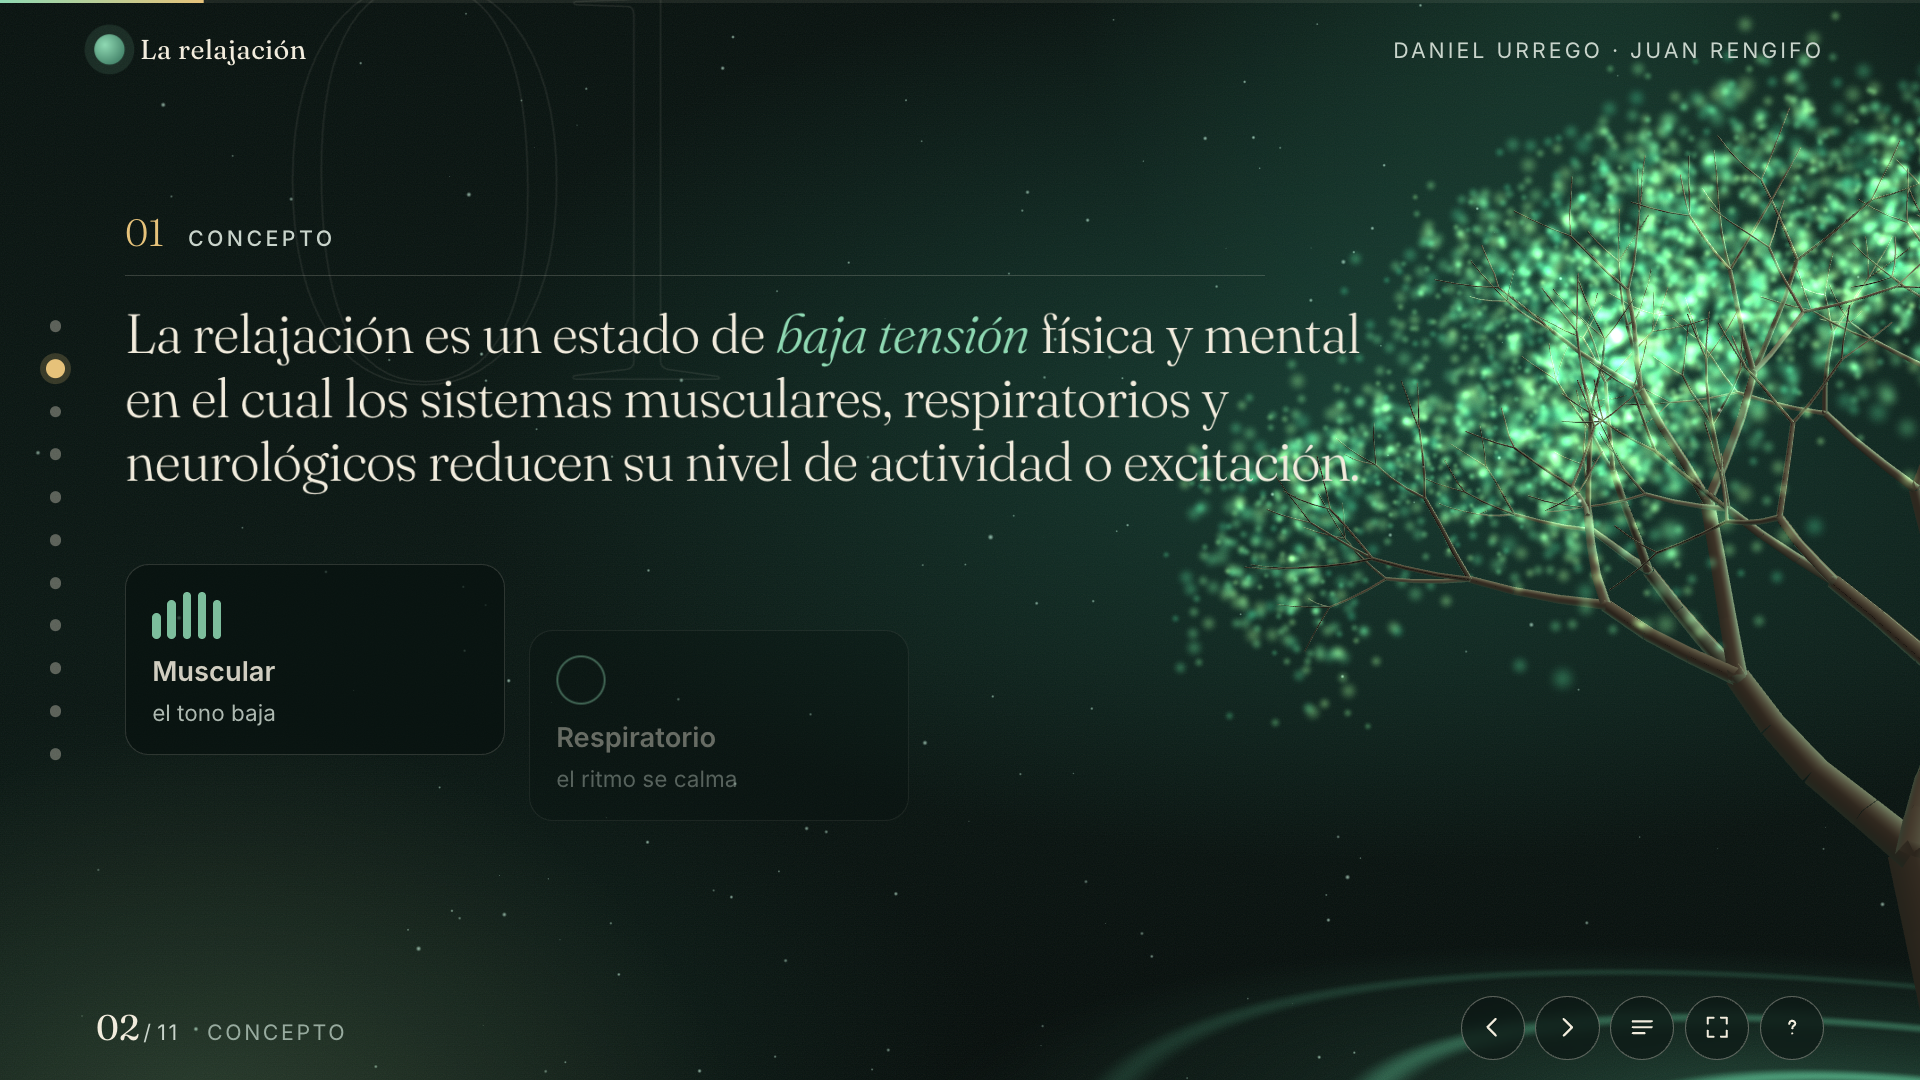 La relajación
DANIEL URREGO · JUAN RENGIFO
01
01 CONCEPTO
La relajación es un estado de baja tensión física y mental
en el cual los sistemas musculares, respiratorios y
neurológicos reducen su nivel de actividad o excitación.
Muscular
el tono baja
Respiratorio
el ritmo se calma
02 / 11 · CONCEPTO
?